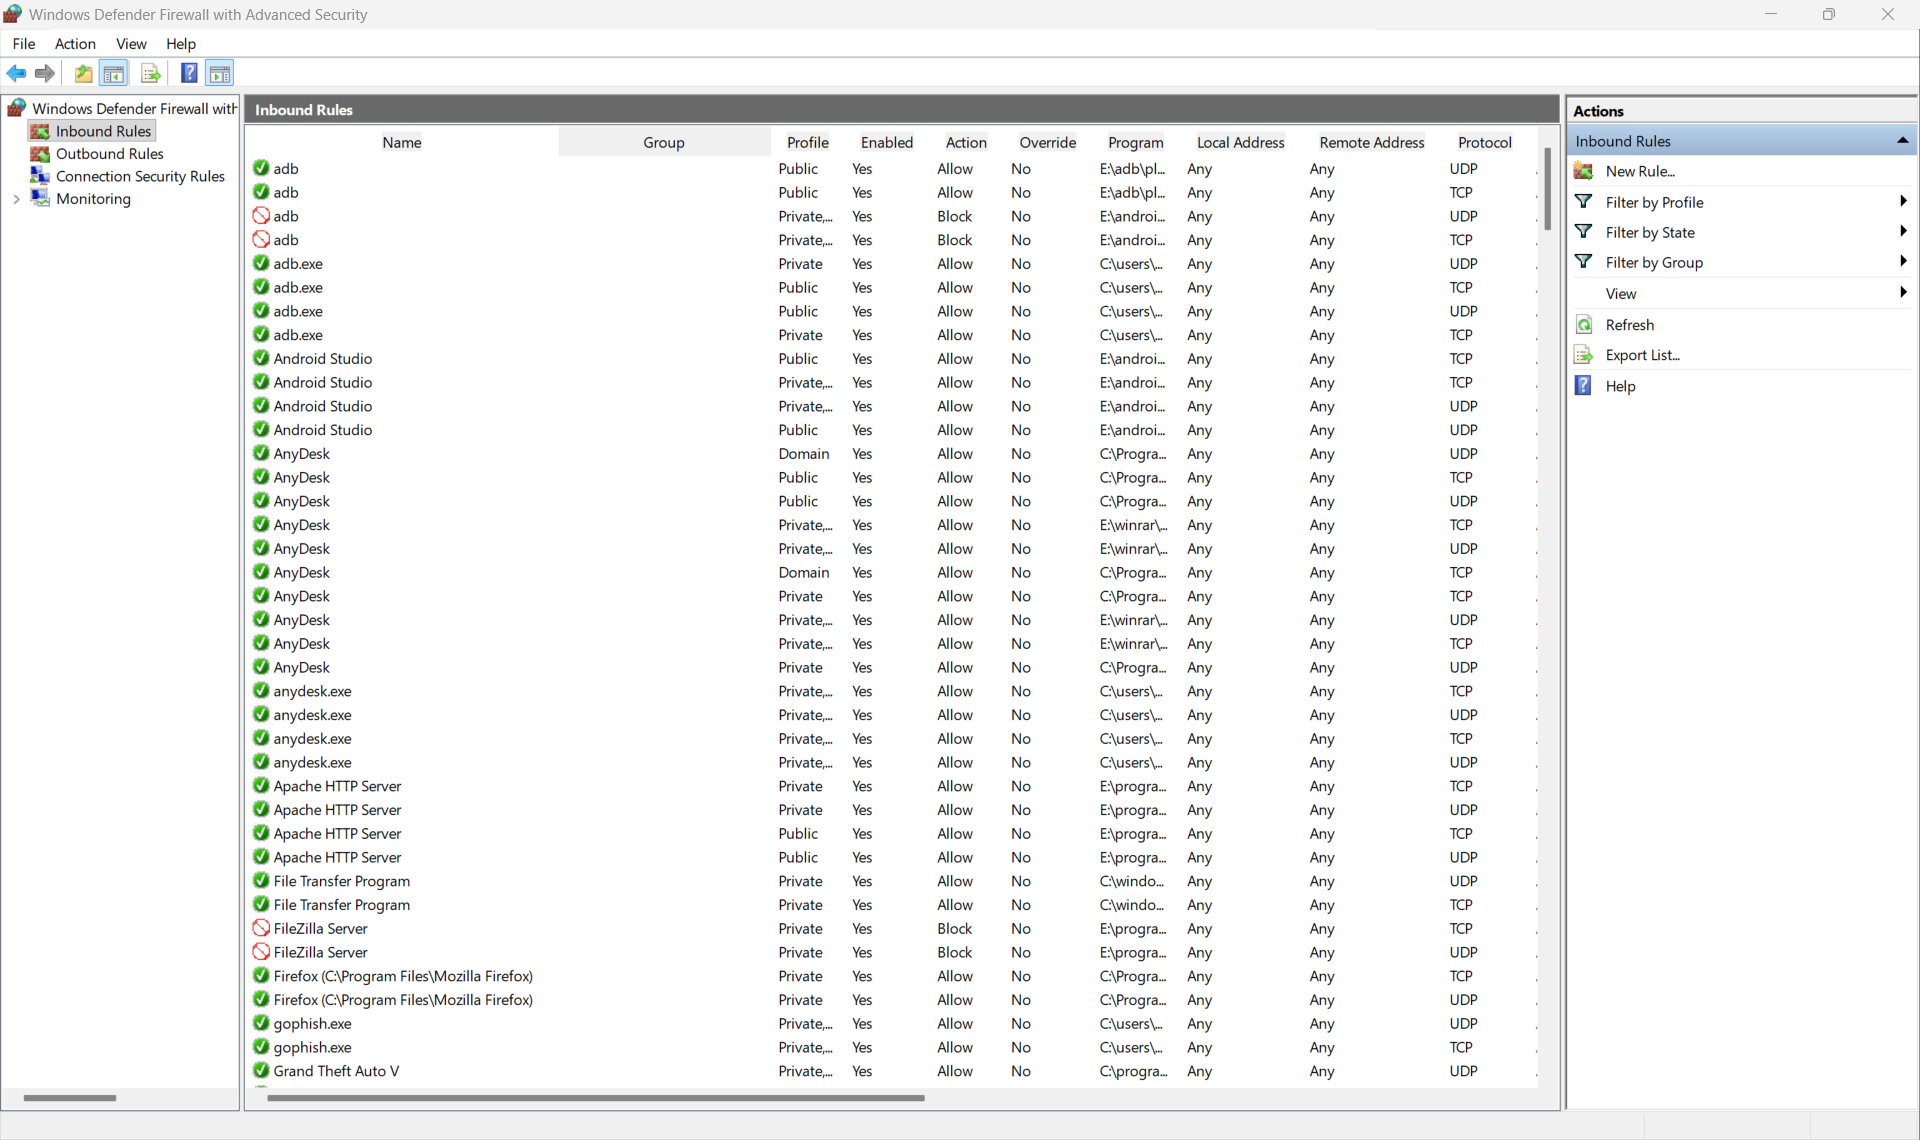 Windows Defender Firewall with Advanced Security
File Action View Help
Windows Defender Firewall with
Inbound Rules
Outbound Rules
Connection Security Rules
Monitoring
Inbound Rules
Name Group Profile Enabled Action Override Program Local Address Remote Address Protocol
adb Public Yes Allow No E:\adb\pl... Any Any UDP
adb Public Yes Allow No E:\adb\pl... Any Any TCP
adb Private,... Yes Block No E:\androi... Any Any UDP
adb Private,... Yes Block No E:\androi... Any Any TCP
adb.exe Private Yes Allow No C:\users\... Any Any UDP
adb.exe Public Yes Allow No C:\users\... Any Any TCP
adb.exe Public Yes Allow No C:\users\... Any Any UDP
adb.exe Private Yes Allow No C:\users\... Any Any TCP
Android Studio Public Yes Allow No E:\androi... Any Any TCP
Android Studio Private,... Yes Allow No E:\androi... Any Any TCP
Android Studio Private,... Yes Allow No E:\androi... Any Any UDP
Android Studio Public Yes Allow No E:\androi... Any Any UDP
AnyDesk Domain Yes Allow No C:\Progra... Any Any UDP
AnyDesk Public Yes Allow No C:\Progra... Any Any TCP
AnyDesk Public Yes Allow No C:\Progra... Any Any UDP
AnyDesk Private,... Yes Allow No E:\winrar\... Any Any TCP
AnyDesk Private,... Yes Allow No E:\winrar\... Any Any UDP
AnyDesk Domain Yes Allow No C:\Progra... Any Any TCP
AnyDesk Private Yes Allow No C:\Progra... Any Any TCP
AnyDesk Private,... Yes Allow No E:\winrar\... Any Any UDP
AnyDesk Private,... Yes Allow No E:\winrar\... Any Any TCP
AnyDesk Private Yes Allow No C:\Progra... Any Any UDP
anydesk.exe Private,... Yes Allow No C:\users\... Any Any TCP
anydesk.exe Private,... Yes Allow No C:\users\... Any Any UDP
anydesk.exe Private,... Yes Allow No C:\users\... Any Any TCP
anydesk.exe Private,... Yes Allow No C:\users\... Any Any UDP
Apache HTTP Server Private Yes Allow No E:\progra... Any Any TCP
Apache HTTP Server Private Yes Allow No E:\progra... Any Any UDP
Apache HTTP Server Public Yes Allow No E:\progra... Any Any TCP
Apache HTTP Server Public Yes Allow No E:\progra... Any Any UDP
File Transfer Program Private Yes Allow No C:\windo... Any Any UDP
File Transfer Program Private Yes Allow No C:\windo... Any Any TCP
FileZilla Server Private Yes Block No E:\progra... Any Any TCP
FileZilla Server Private Yes Block No E:\progra... Any Any UDP
Firefox (C:\Program Files\Mozilla Firefox) Private Yes Allow No C:\Progra... Any Any TCP
Firefox (C:\Program Files\Mozilla Firefox) Private Yes Allow No C:\Progra... Any Any UDP
gophish.exe Private,... Yes Allow No C:\users\... Any Any UDP
gophish.exe Private,... Yes Allow No C:\users\... Any Any TCP
Grand Theft Auto V Private,... Yes Allow No C:\progra... Any Any UDP
Actions
Inbound Rules
New Rule...
Filter by Profile
Filter by State
Filter by Group
View
Refresh
Export List...
Help